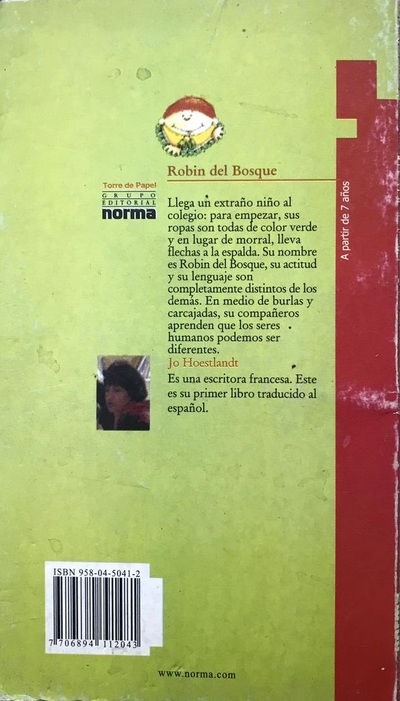 Robin del Bosque
Torre de Papel
GRUPO
EDITORIAL
norma
Llega un extraño niño al
colegio: para empezar, sus
ropas son todas de color verde
y en lugar de morral, lleva
flechas a la espalda. Su nombre
es Robin del Bosque, su actitud
y su lenguaje son
completamente distintos de los
demás. En medio de burlas y
carcajadas, su compañeros
aprenden que los seres
humanos podemos ser
diferentes.
Jo Hoestlandt
Es una escritora francesa. Este
es su primer libro traducido al
español.
A partir de 7 años
ISBN 958-04-5041-2
7 706894 112043
www.norma.com